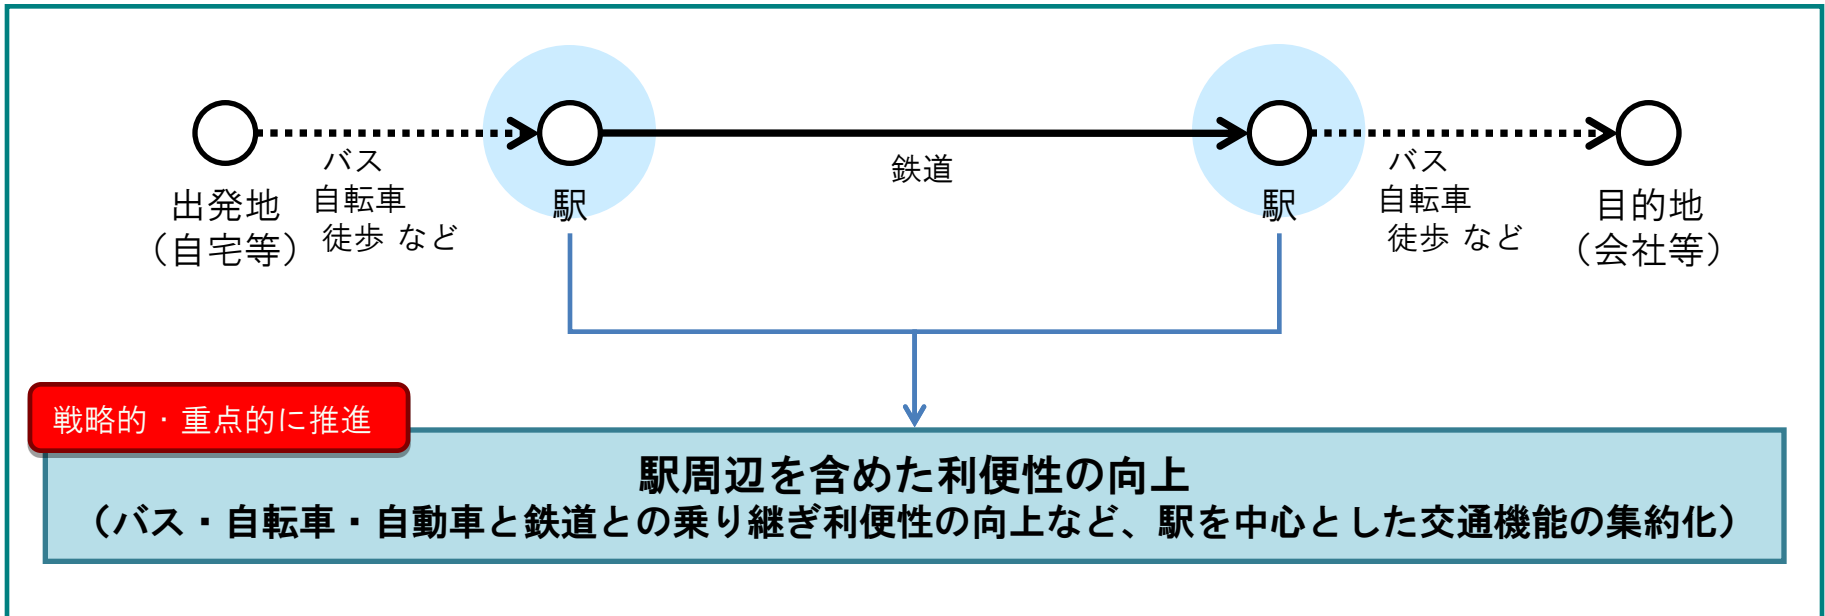 バス
自転車
徒歩 など
鉄道
バス
自転車
徒歩 など
出発地
(自宅等)
駅
駅
目的地
(会社等)
戦略的・重点的に推進
駅周辺を含めた利便性の向上
(バス・自転車・自動車と鉄道との乗り継ぎ利便性の向上など、駅を中心とした交通機能の集約化)